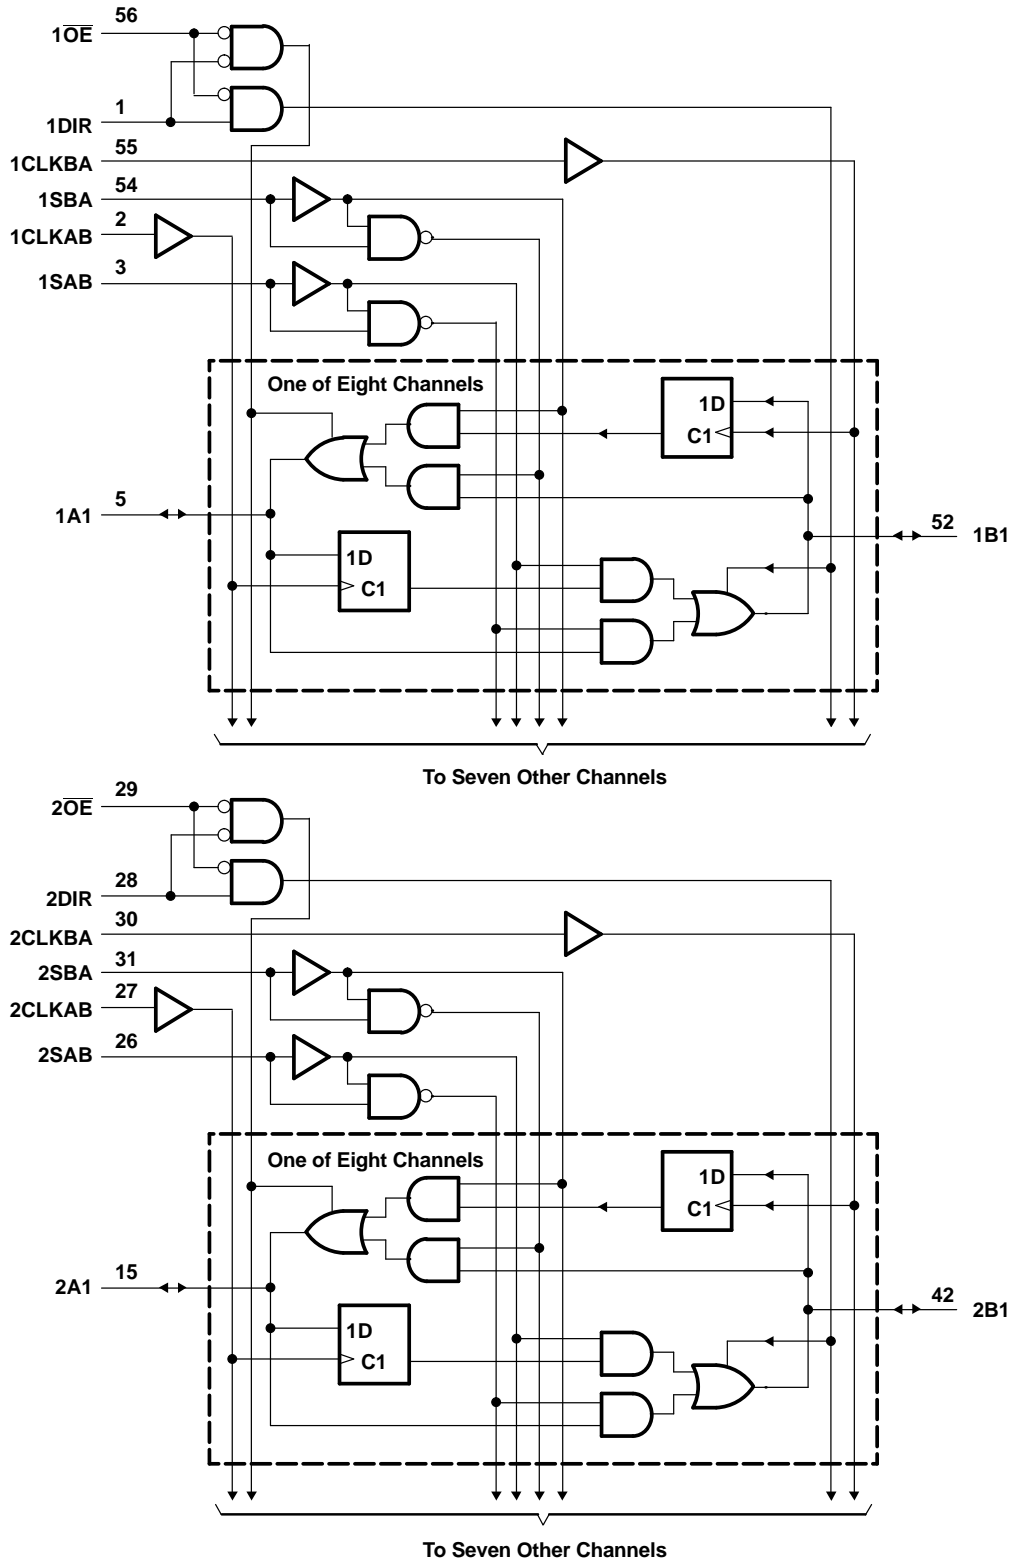 56
1O̅E̅
1
1DIR
55
1CLKBA
54
1SBA
2
1CLKAB
3
1SAB
One of Eight Channels
1D
C1
5
1A1
52
1B1
1D
C1
To Seven Other Channels
29
2O̅E̅
28
2DIR
30
2CLKBA
31
2SBA
27
2CLKAB
26
2SAB
One of Eight Channels
1D
C1
15
2A1
42
2B1
1D
C1
To Seven Other Channels